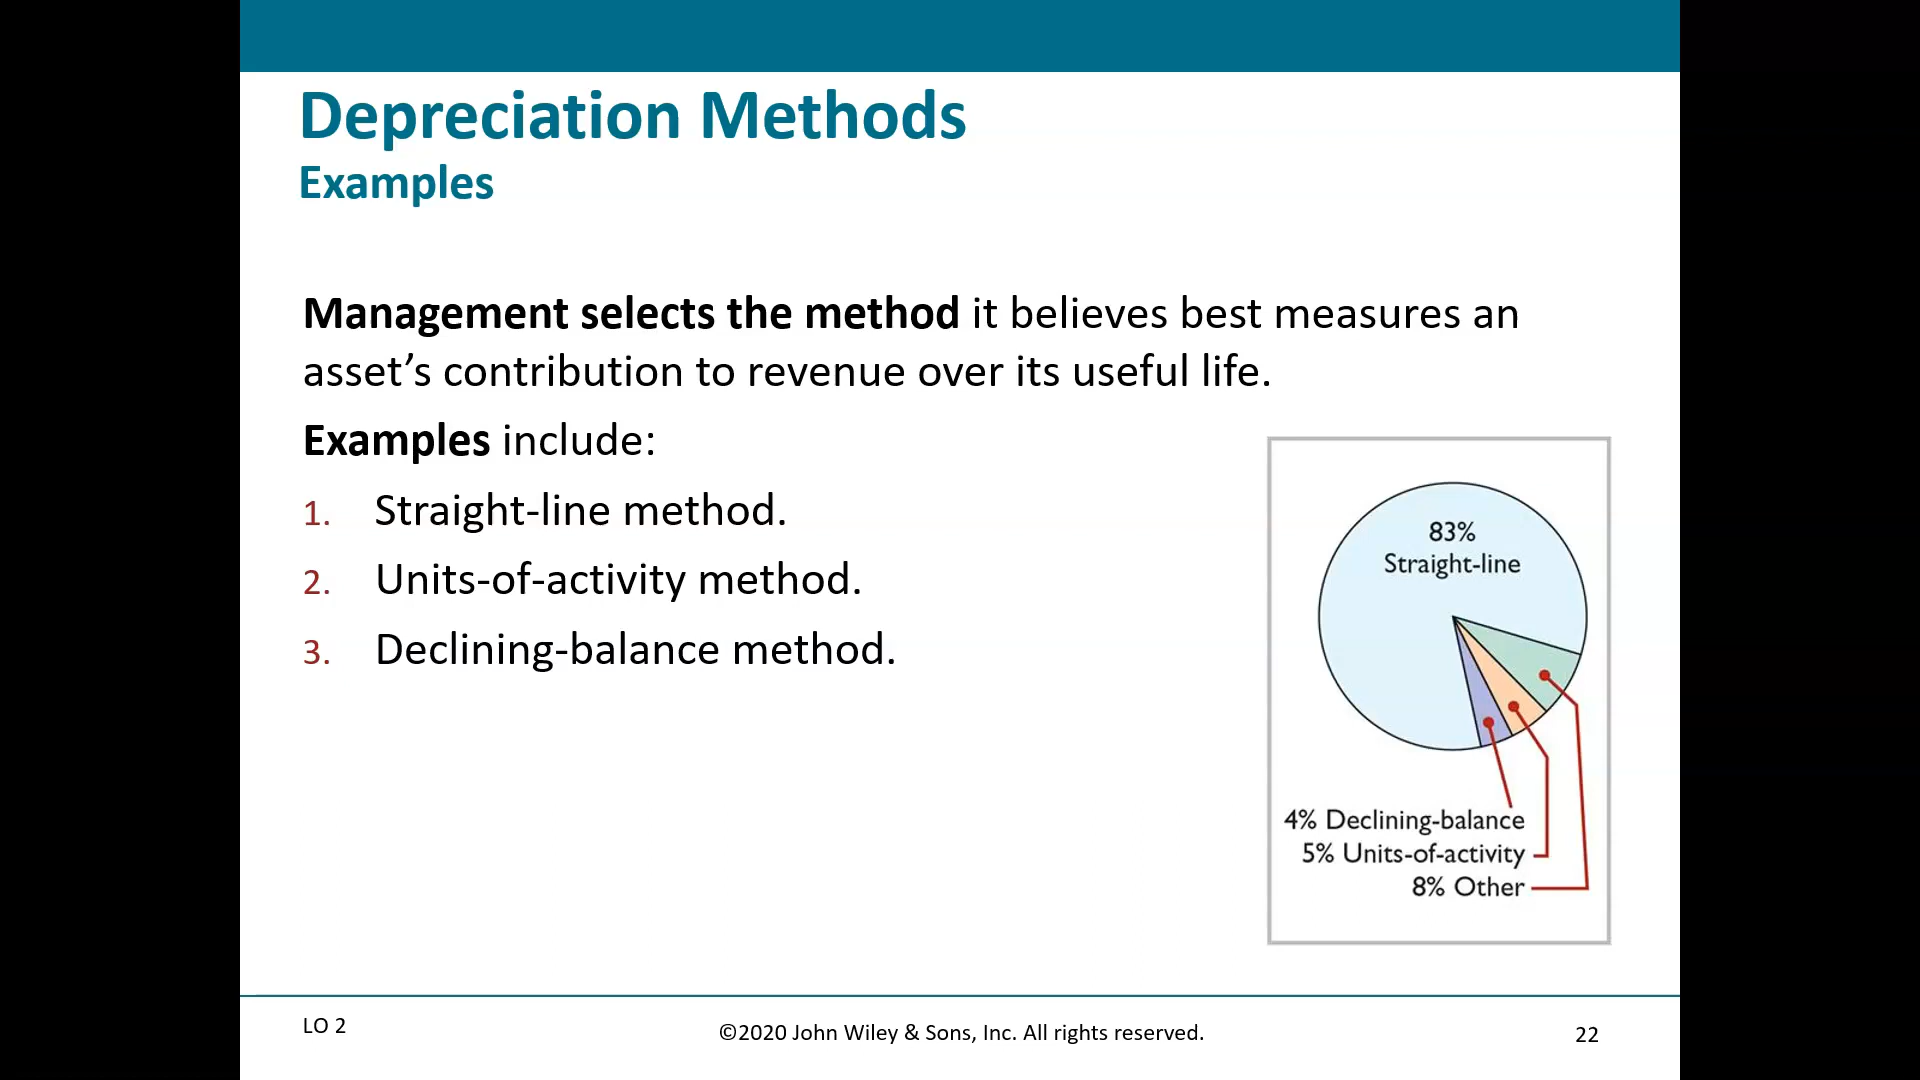 Depreciation Methods
Examples
Management selects the method it believes best measures an
asset’s contribution to revenue over its useful life.
Examples include:
1. Straight-line method.
2. Units-of-activity method.
3. Declining-balance method.
83%
Straight-line
4% Declining-balance
5% Units-of-activity
8% Other
LO 2
©2020 John Wiley & Sons, Inc. All rights reserved.
22